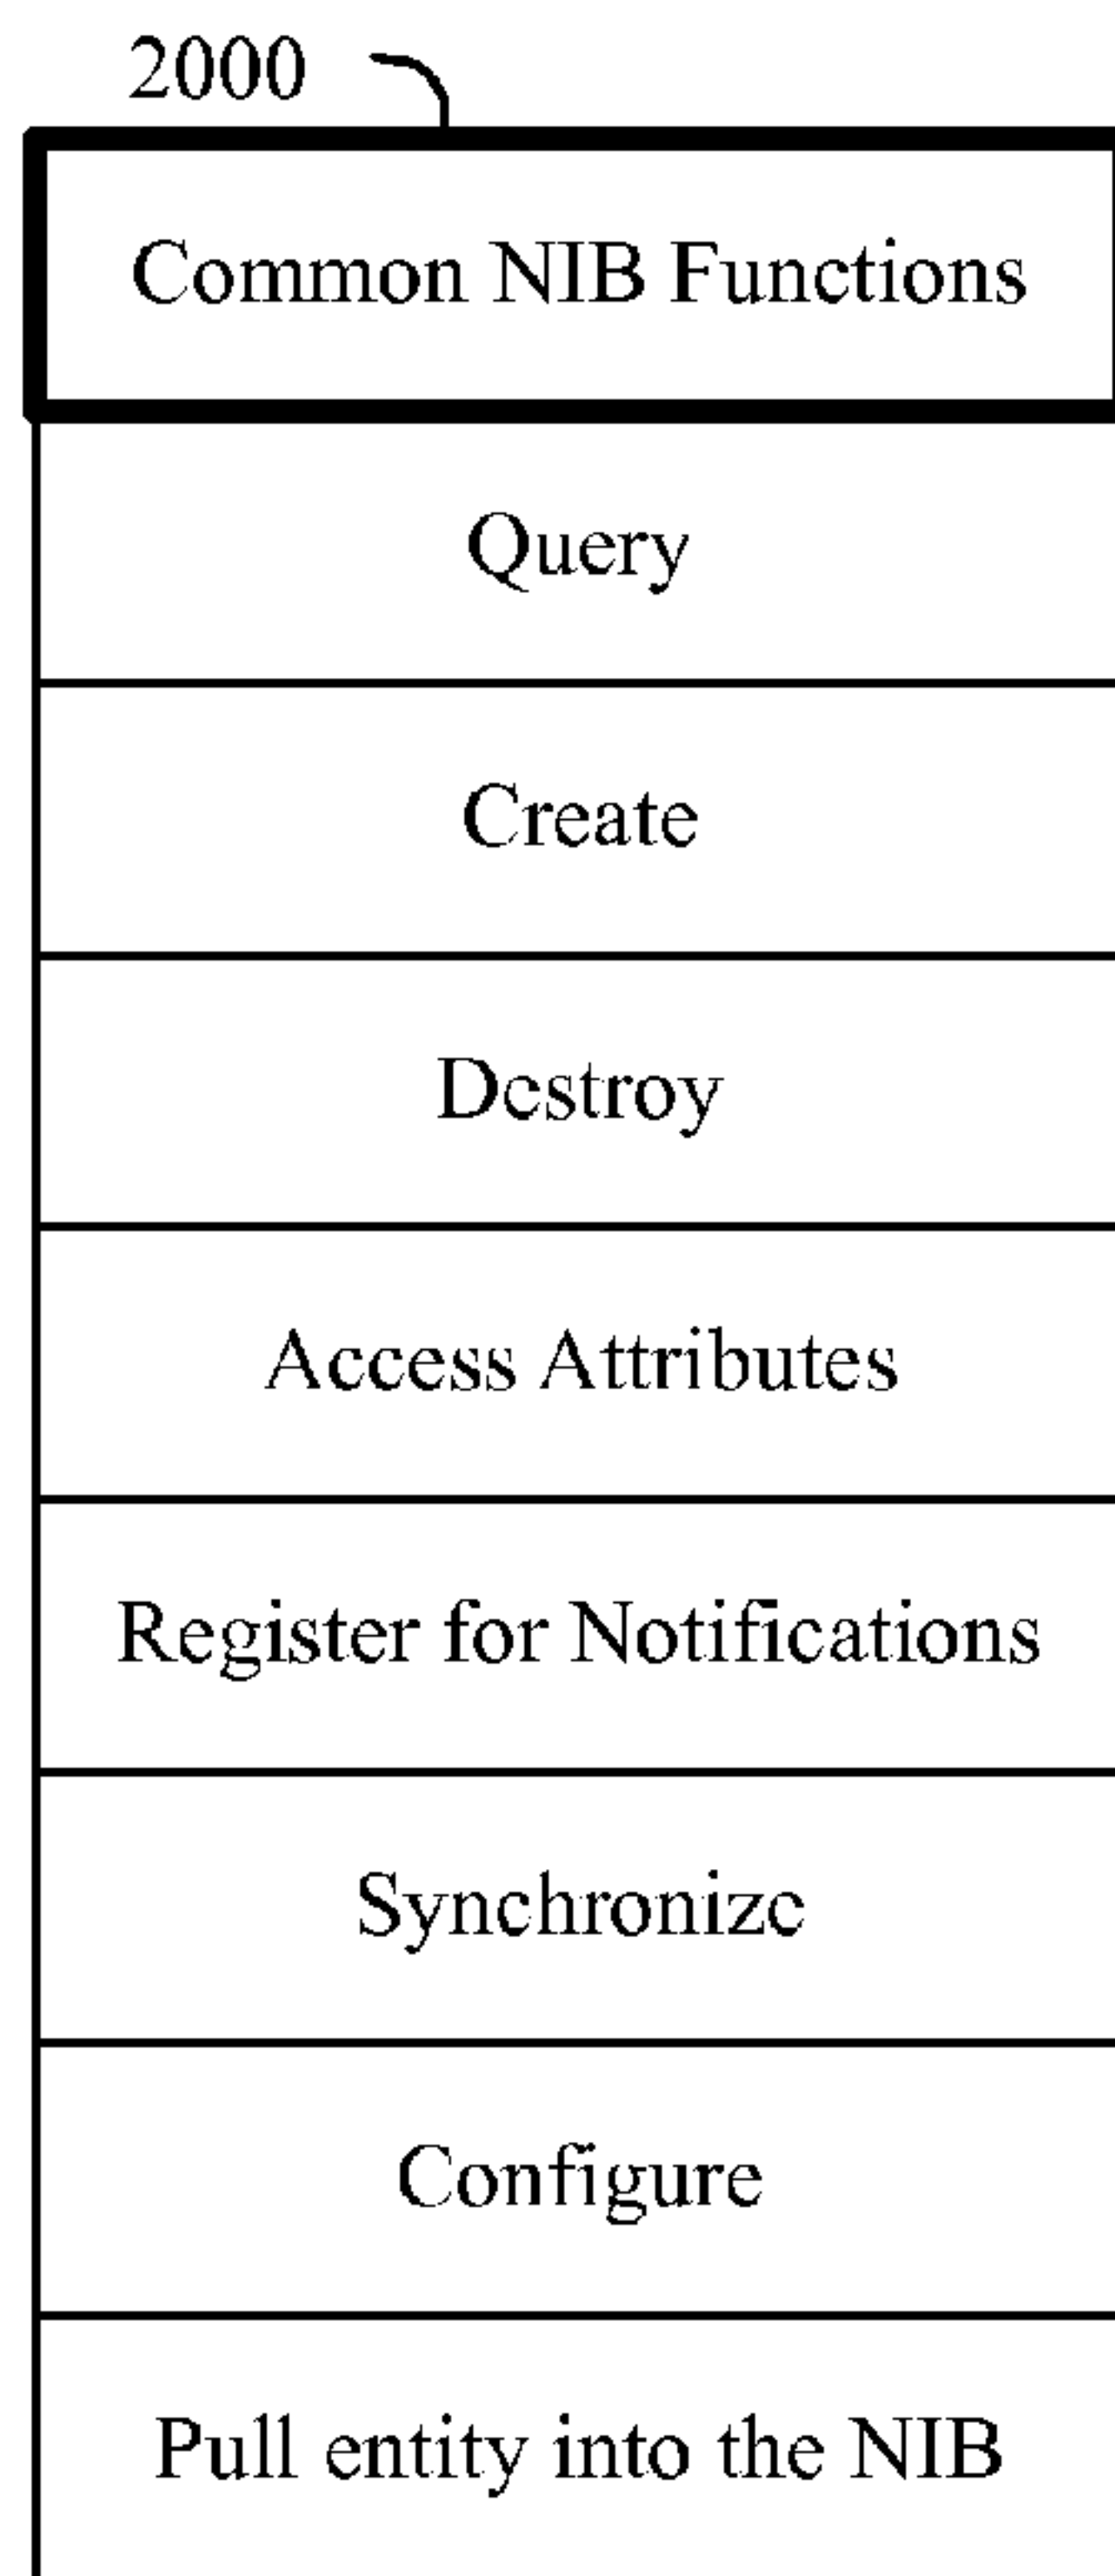 2000
Common NIB Functions
Query
Create
Destroy
Access Attributes
Register for Notifications
Synchronize
Configure
Pull entity into the NIB